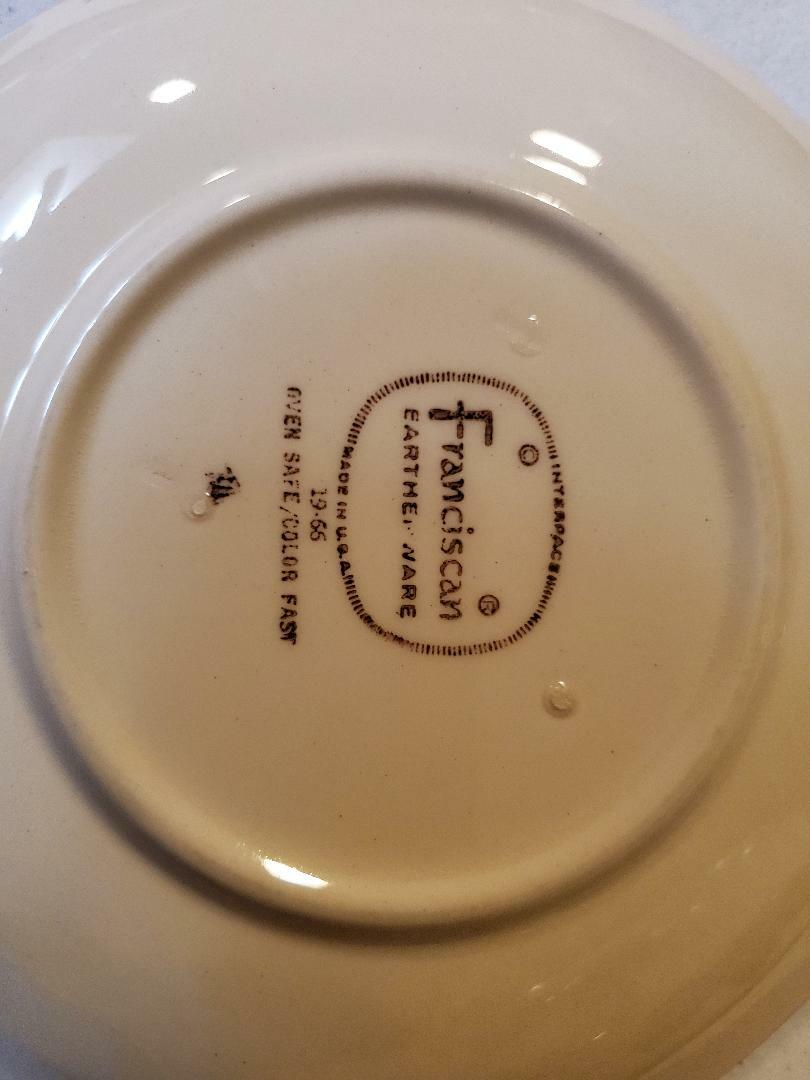 © INTERPACE
Franciscan ®
EARTHENWARE
MADE IN U.S.A.
19-66
OVEN SAFE/COLOR FAST